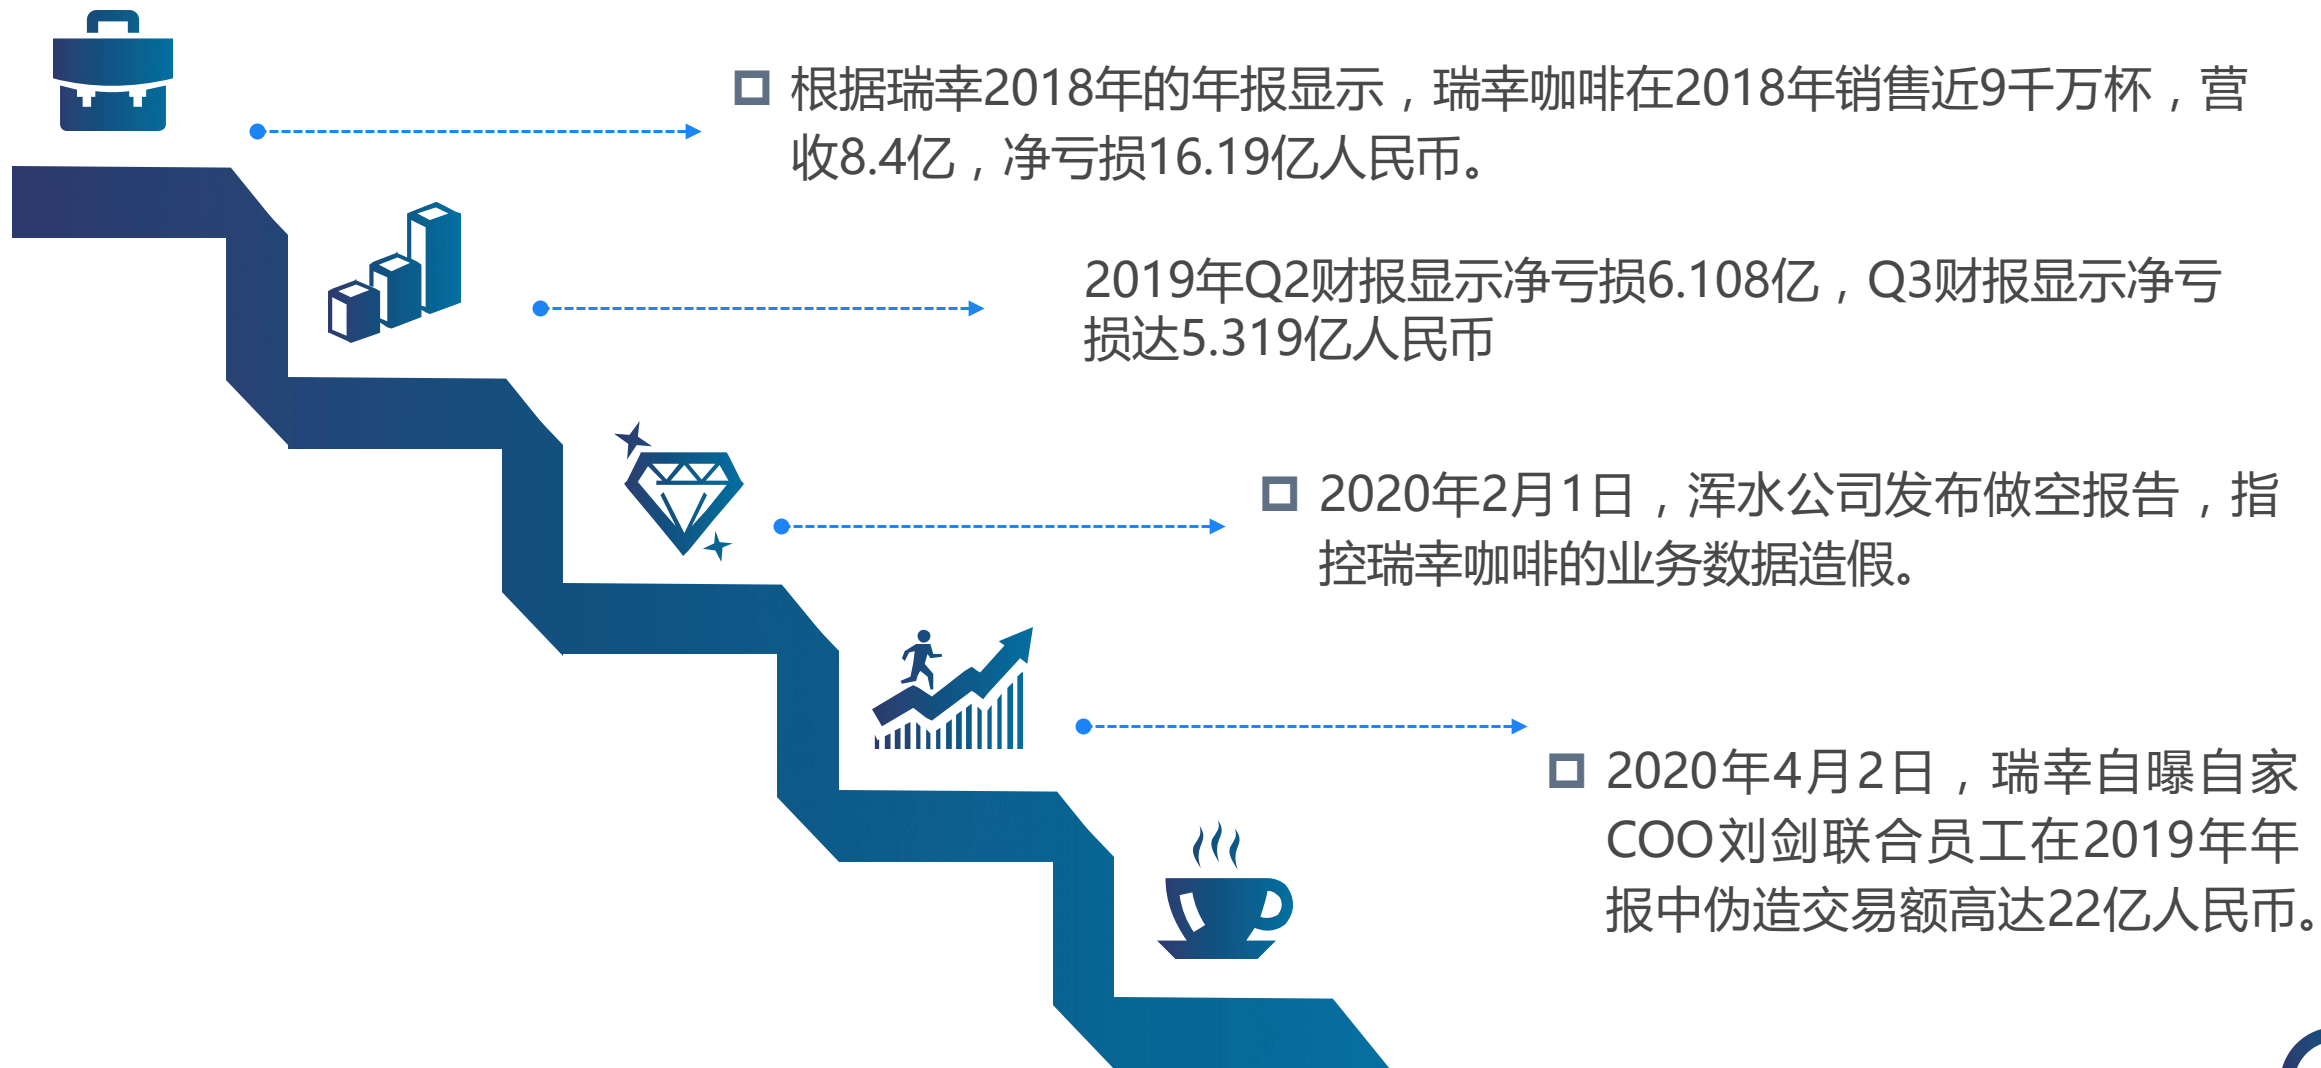 根据瑞幸2018年的年报显示，瑞幸咖啡在2018年销售近9千万杯，营
收8.4亿，净亏损16.19亿人民币。
2019年Q2财报显示净亏损6.108亿，Q3财报显示净亏
损达5.319亿人民币
2020年2月1日，浑水公司发布做空报告，指
控瑞幸咖啡的业务数据造假。
2020年4月2日，瑞幸自曝自家
COO刘剑联合员工在2019年年
报中伪造交易额高达22亿人民币。